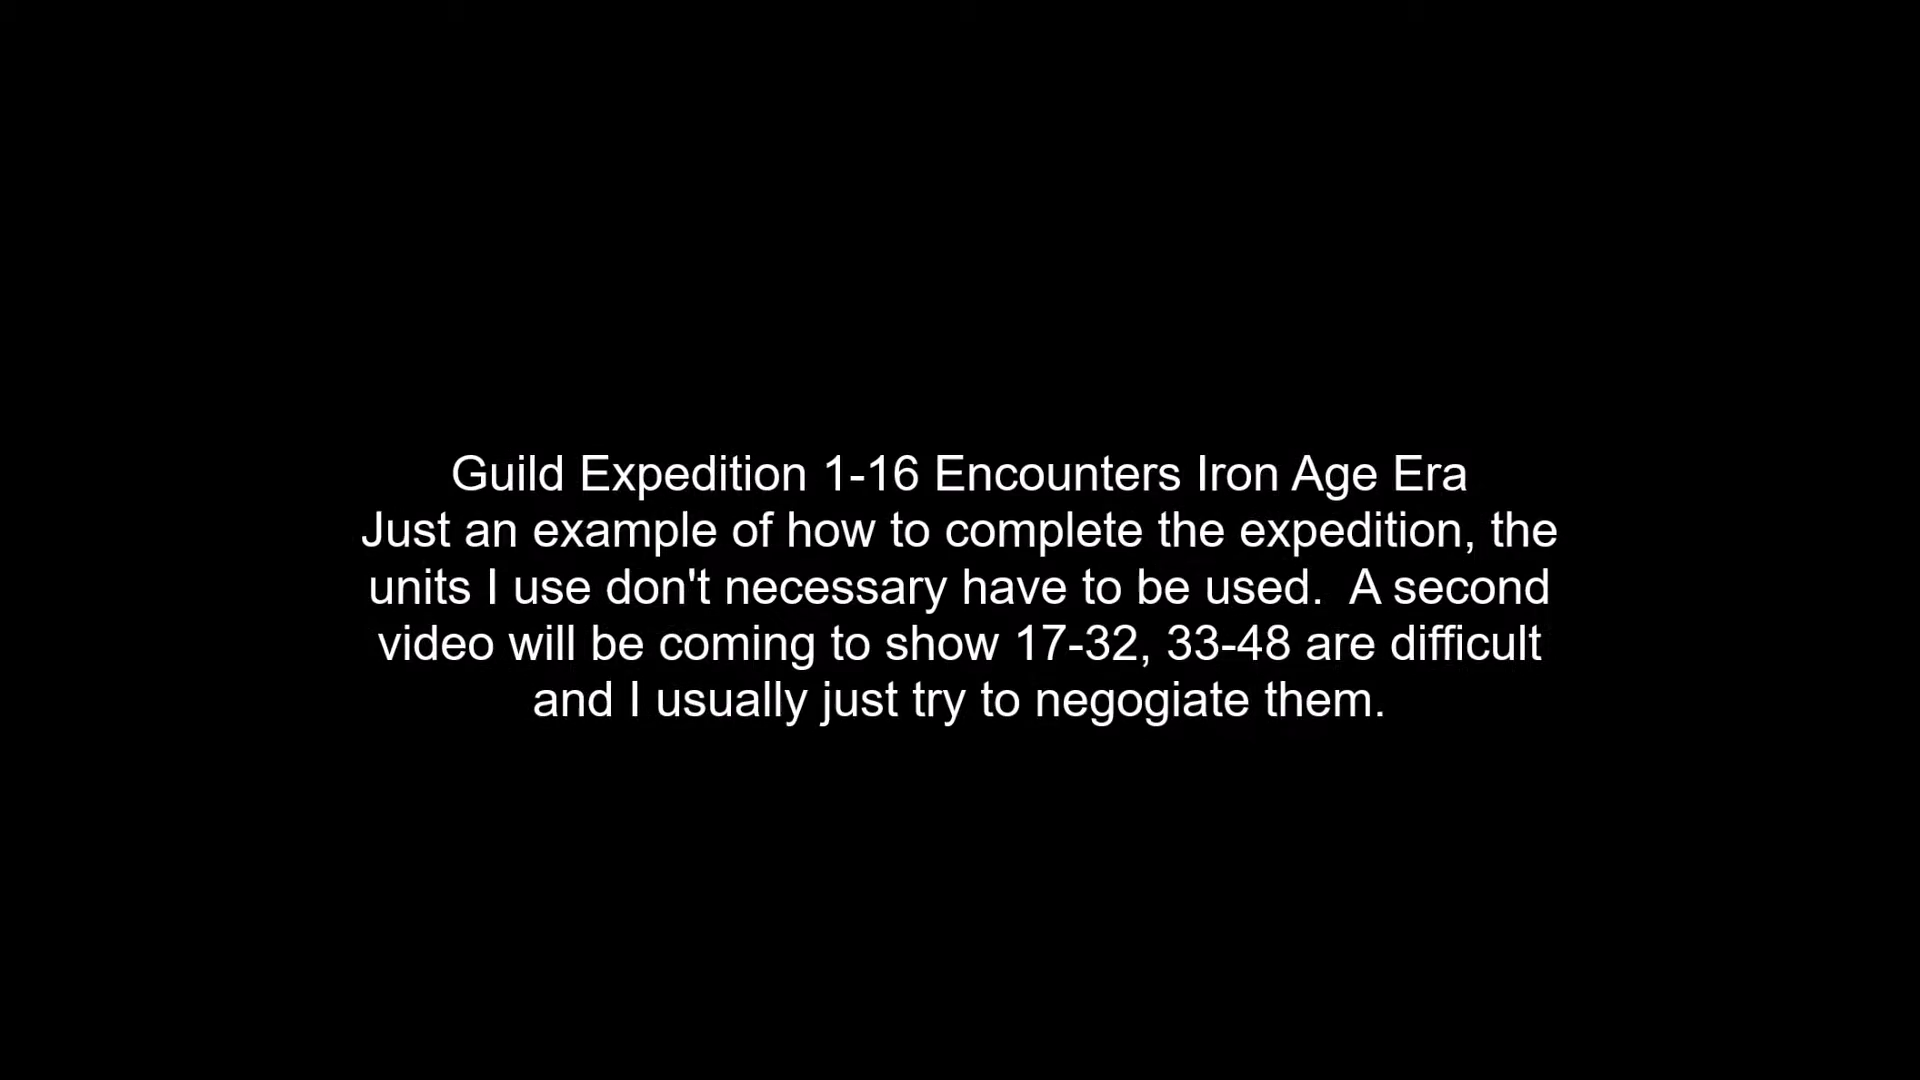 Guild Expedition 1-16 Encounters Iron Age Era
Just an example of how to complete the expedition, the
units I use don't necessary have to be used.  A second
video will be coming to show 17-32, 33-48 are difficult
and I usually just try to negogiate them.